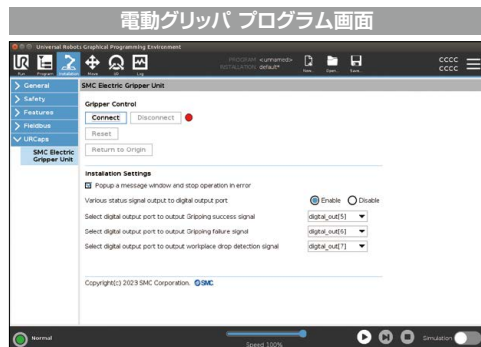 電動グリッパ プログラム画面
Universal Robots Graphical Programming Environment
PROGRAM <unnamed>
INSTALLATION default*
Run Program Installation Move I/O Log New... Open... Save...
CCCC
CCCC
General
Safety
Features
Fieldbus
URCaps
SMC Electric
Gripper Unit
SMC Electric Gripper Unit
Gripper Control
Connect Disconnect
Reset
Return to Origin
Installation Settings
Popup a message window and stop operation in error
Various status signal output to digital output port Enable Disable
Select digital output port to output Gripping success signal digital_out[5]
Select digital output port to output Gripping failure signal digital_out[6]
Select digital output port to output workplace drop detection signal digital_out[7]
Copyright(c) 2023 SMC Corporation. SMC
Normal
Speed 100%
Simulation